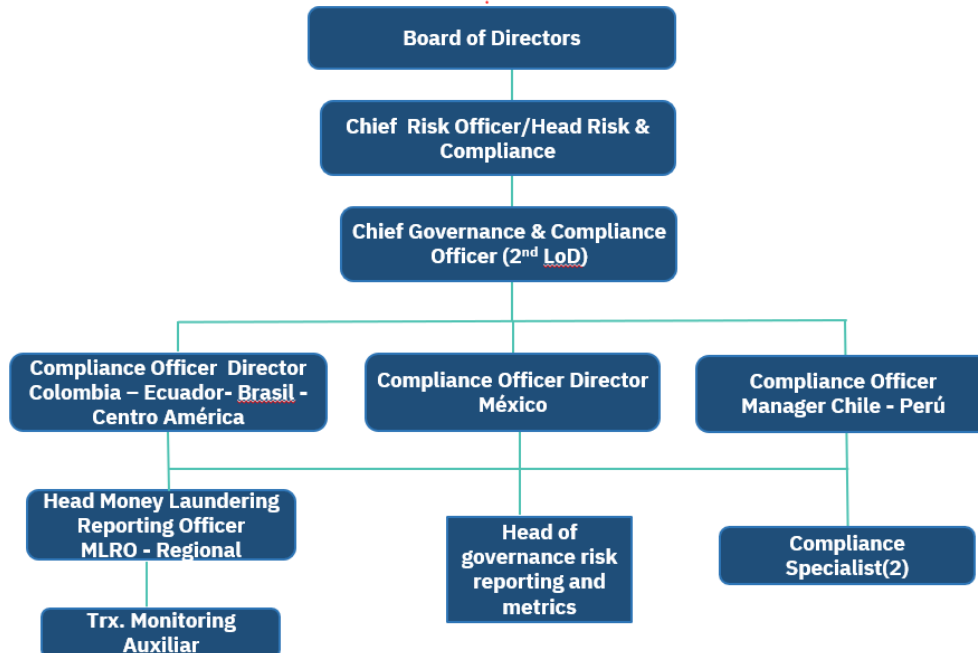 Board of Directors
Chief Risk Officer/Head Risk &
Compliance
Chief Governance & Compliance
Officer (2nd LoD)
Compliance Officer Director
Colombia – Ecuador- Brasil -
Centro América
Compliance Officer Director
México
Compliance Officer
Manager Chile - Perú
Head Money Laundering
Reporting Officer
MLRO - Regional
Head of
governance risk
reporting and
metrics
Compliance
Specialist(2)
Trx. Monitoring
Auxiliar